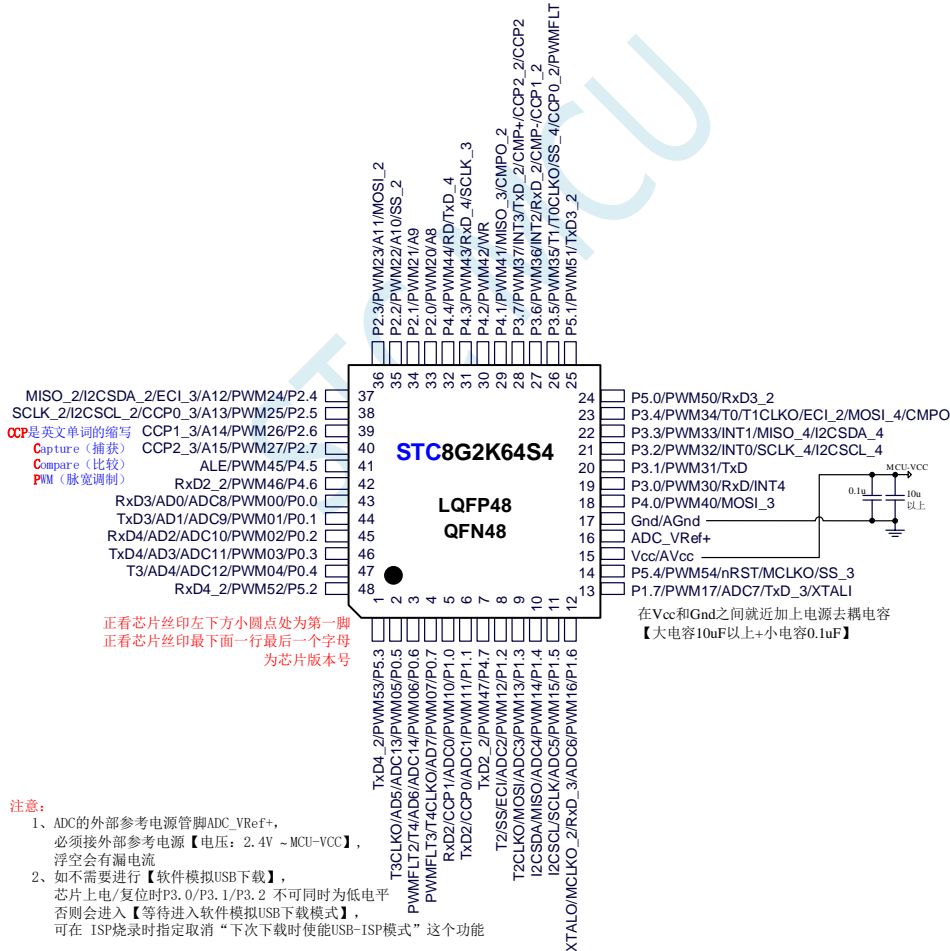 STC MCU
P2.3/PWM23/A11/MOSI_2
P2.2/PWM22/A10/SS_2
P2.1/PWM21/A9
P2.0/PWM20/A8
P4.4/PWM44/RD/TxD_4
P4.3/PWM43/RxD_4/SCLK_3
P4.2/PWM42/WR
P4.1/PWM41/MISO_3/CMPO_2
P3.7/PWM37/INT3/TxD_2/CMP+/CCP2_2/CCP2
P3.6/PWM36/INT2/RxD_2/CMP-/CCP1_2
P3.5/PWM35/T1/T0CLKO/SS_4/CCP0_2/PWMFLT
P5.1/PWM51/TxD3_2
36 35 34 33 32 31 30 29 28 27 26 25
MISO_2/I2CSDA_2/ECI_3/A12/PWM24/P2.4 37
SCLK_2/I2CSCL_2/CCP0_3/A13/PWM25/P2.5 38
CCP1_3/A14/PWM26/P2.6 39
CCP2_3/A15/PWM27/P2.7 40
ALE/PWM45/P4.5 41
RxD2_2/PWM46/P4.6 42
RxD3/AD0/ADC8/PWM00/P0.0 43
TxD3/AD1/ADC9/PWM01/P0.1 44
RxD4/AD2/ADC10/PWM02/P0.2 45
TxD4/AD3/ADC11/PWM03/P0.3 46
T3/AD4/ADC12/PWM04/P0.4 47
RxD4_2/PWM52/P5.2 48
CCP是英文单词的缩写
Capture（捕获）
Compare（比较）
PWM（脉宽调制）
STC8G2K64S4
LQFP48
QFN48
24 P5.0/PWM50/RxD3_2
23 P3.4/PWM34/T0/T1CLKO/ECI_2/MOSI_4/CMPO
22 P3.3/PWM33/INT1/MISO_4/I2CSDA_4
21 P3.2/PWM32/INT0/SCLK_4/I2CSCL_4
20 P3.1/PWM31/TxD
19 P3.0/PWM30/RxD/INT4
18 P4.0/PWM40/MOSI_3
17 Gnd/AGnd
16 ADC_VRef+
15 Vcc/AVcc
14 P5.4/PWM54/nRST/MCLKO/SS_3
13 P1.7/PWM17/ADC7/TxD_3/XTALI
MCU-VCC
0.1u
10u
以上
在Vcc和Gnd之间就近加上电源去耦电容
【大电容10uF以上+小电容0.1uF】
正看芯片丝印左下方小圆点处为第一脚
正看芯片丝印最下面一行最后一个字母
为芯片版本号
1 2 3 4 5 6 7 8 9 10 11 12
TxD4_2/PWM53/P5.3
T3CLKO/AD5/ADC13/PWM05/P0.5
PWMFLT2/T4/AD6/ADC14/PWM06/P0.6
PWMFLT3/T4CLKO/AD7/PWM07/P0.7
RxD2/CCP1/ADC0/PWM10/P1.0
TxD2/CCP0/ADC1/PWM11/P1.1
TxD2_2/PWM47/P4.7
T2/SS/ECI/ADC2/PWM12/P1.2
T2CLKO/MOSI/ADC3/PWM13/P1.3
I2CSDA/MISO/ADC4/PWM14/P1.4
I2CSCL/SCLK/ADC5/PWM15/P1.5
XTALO/MCLKO_2/RxD_3/ADC6/PWM16/P1.6
注意：
1、ADC的外部参考电源管脚ADC_VRef+，
必须接外部参考电源【电压：2.4V ~ MCU-VCC】，
浮空会有漏电流
2、如不需要进行【软件模拟USB下载】，
芯片上电/复位时P3.0/P3.1/P3.2 不可同时为低电平
否则会进入【等待进入软件模拟USB下载模式】，
可在 ISP烧录时指定取消“下次下载时使能USB-ISP模式”这个功能